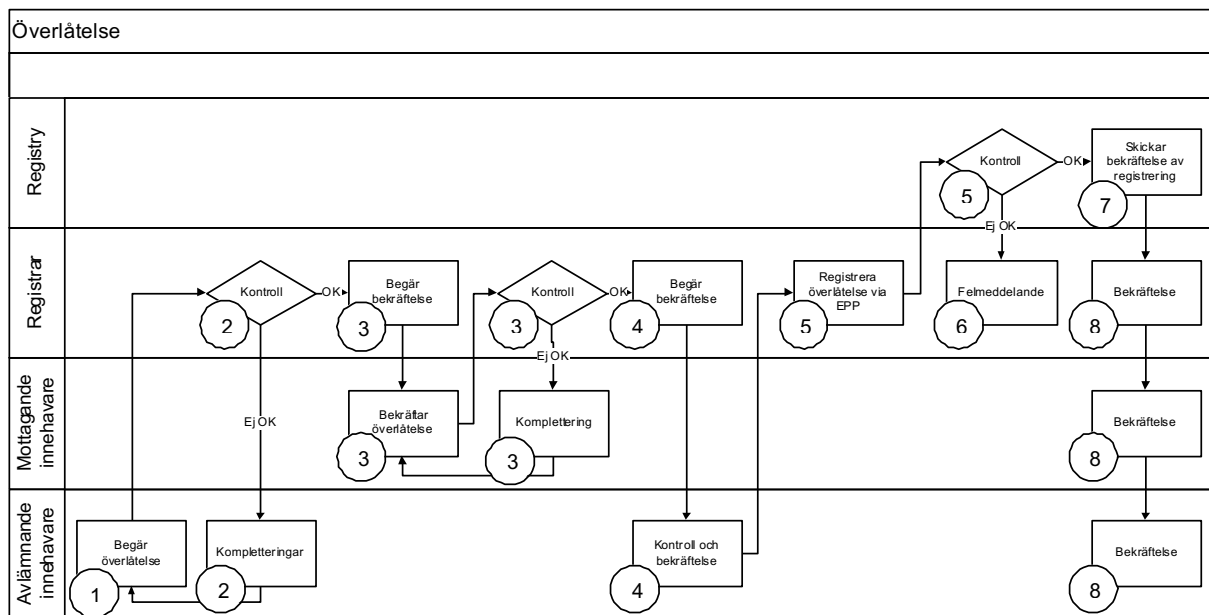 Överlåtelse
Registry
Kontroll
5
OK
Skickar
bekräftelse av
registrering
7
Ej OK
Registrar
Kontroll
2
OK
Begär
bekräftelse
3
Kontroll
3
OK
Begär
bekräftelse
4
Registrera
överlåtelse via
EPP
5
Felmeddelande
6
Bekräftelse
8
Ej OK
Ej OK
Mottagande
innehavare
Bekräftar
överlåtelse
3
Komplettering
3
Bekräftelse
8
Avlämnande
innehavare
Begär
överlåtelse
1
Kompletteringar
2
Kontroll och
bekräftelse
4
Bekräftelse
8